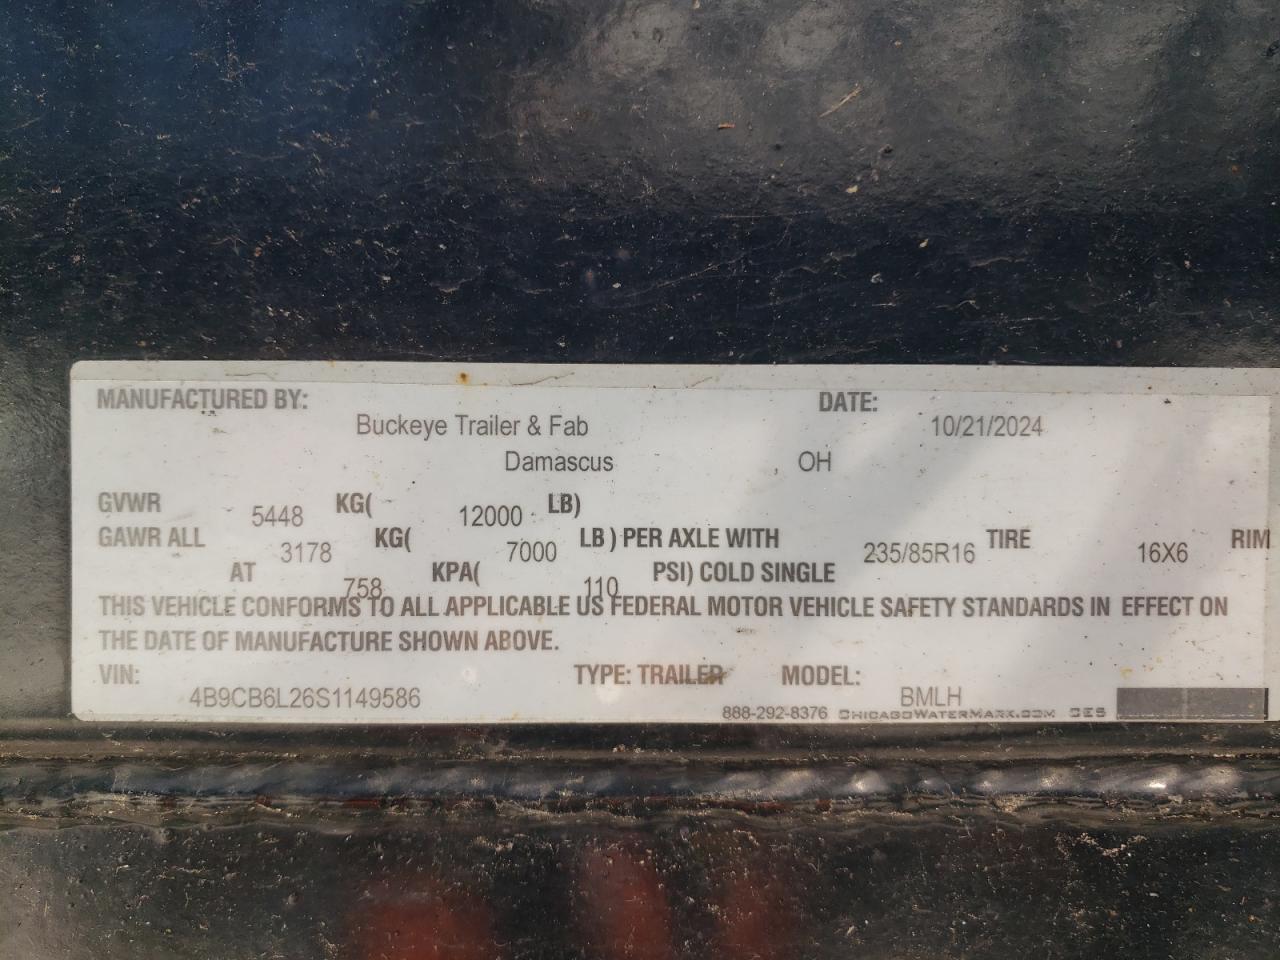 MANUFACTURED BY: DATE:
Buckeye Trailer & Fab 10/21/2024
Damascus , OH
GVWR 5448 KG( 12000 LB)
GAWR ALL 3178 KG( 7000 LB ) PER AXLE WITH 235/85R16 TIRE 16X6 RIM
AT 758 KPA( 110 PSI) COLD SINGLE
THIS VEHICLE CONFORMS TO ALL APPLICABLE US FEDERAL MOTOR VEHICLE SAFETY STANDARDS IN EFFECT ON
THE DATE OF MANUFACTURE SHOWN ABOVE.
VIN: 4B9CB6L26S1149586 TYPE: TRAILER MODEL: BMLH
888-292-8376 CHICAGOWATERMARK.COM CES